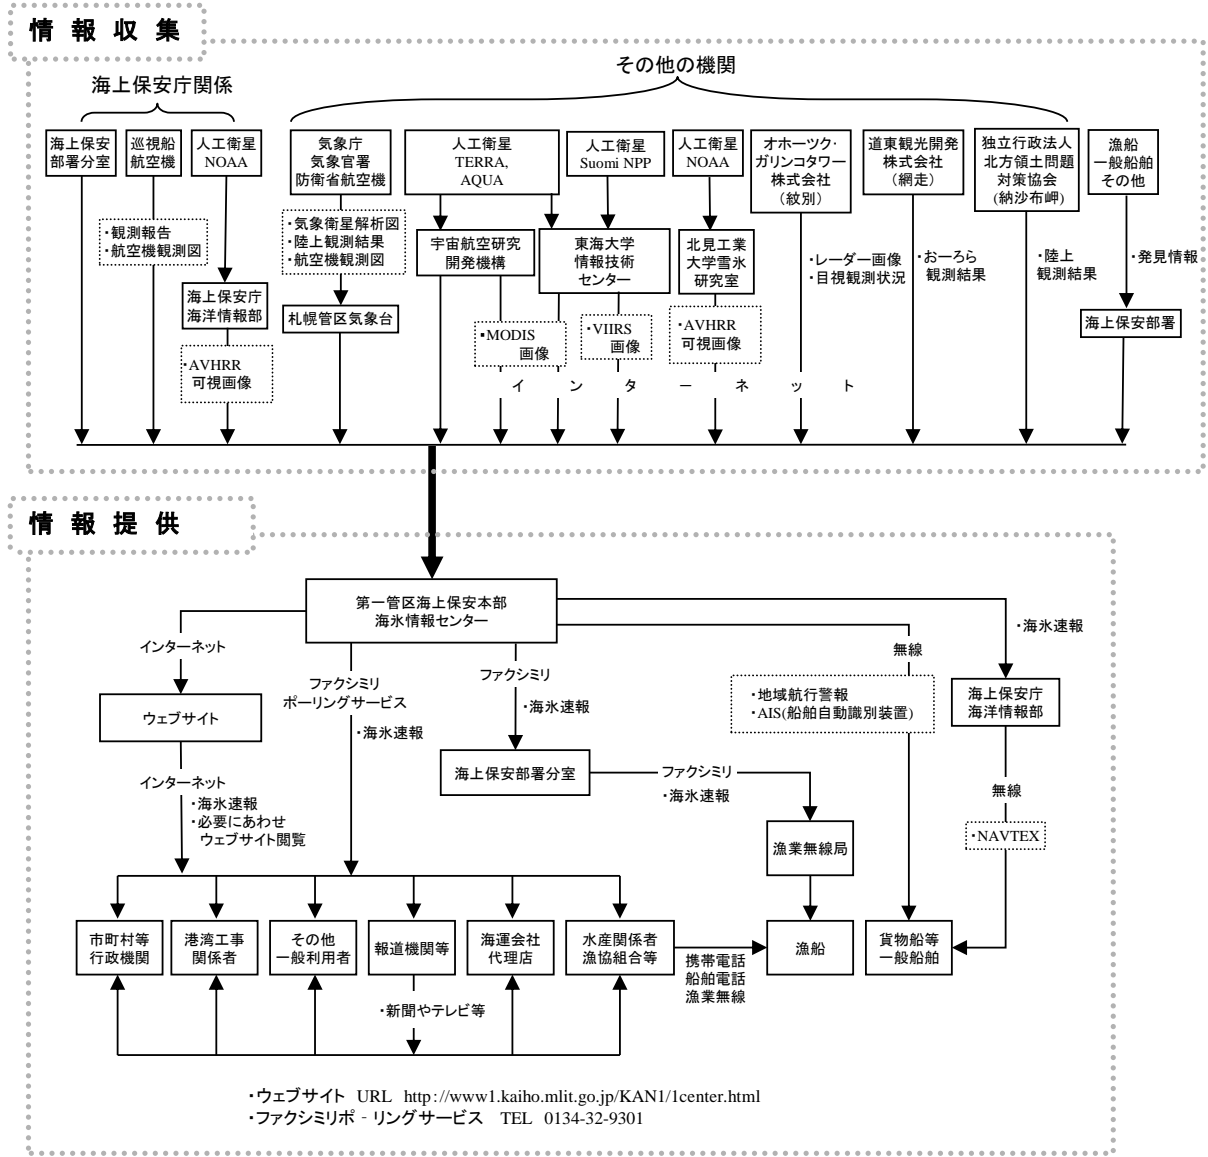 情 報 収 集
海上保安庁関係
その他の機関
海上保安
部署分室
巡視船
航空機
人工衛星
NOAA
気象庁
気象官署
防衛省航空機
人工衛星
TERRA,
AQUA
人工衛星
Suomi NPP
人工衛星
NOAA
オホーツク・
ガリンコタワー
株式会社
（紋別）
道東観光開発
株式会社
（網走）
独立行政法人
北方領土問題
対策協会
(納沙布岬)
漁船
一般船舶
その他
・観測報告
・航空機観測図
・気象衛星解析図
・陸上観測結果
・航空機観測図
宇宙航空研究
開発機構
東海大学
情報技術
センター
北見工業
大学雪氷
研究室
・レーダー画像
・目視観測状況
・おーろら
観測結果
・陸上
観測結果
・発見情報
海上保安庁
海洋情報部
札幌管区気象台
海上保安部署
・MODIS
画像
・VIIRS
画像
・AVHRR
可視画像
・AVHRR
可視画像
イ ン タ ー ネ ッ ト
情 報 提 供
第一管区海上保安本部
海氷情報センター
インターネット
ファクシミリ
ポーリングサービス
・海氷速報
ファクシミリ
・海氷速報
無線
・海氷速報
・地域航行警報
・AIS(船舶自動識別装置)
海上保安庁
海洋情報部
ウェブサイト
海上保安部署分室
ファクシミリ
・海氷速報
インターネット
・海氷速報
・必要にあわせ
ウェブサイト閲覧
無線
・NAVTEX
漁業無線局
市町村等
行政機関
港湾工事
関係者
その他
一般利用者
報道機関等
海運会社
代理店
水産関係者
漁協組合等
携帯電話
船舶電話
漁業無線
漁船
貨物船等
一般船舶
・新聞やテレビ等
・ウェブサイト URL http://www1.kaiho.mlit.go.jp/KAN1/1center.html
・ファクシミリポ‐リングサービス TEL 0134-32-9301